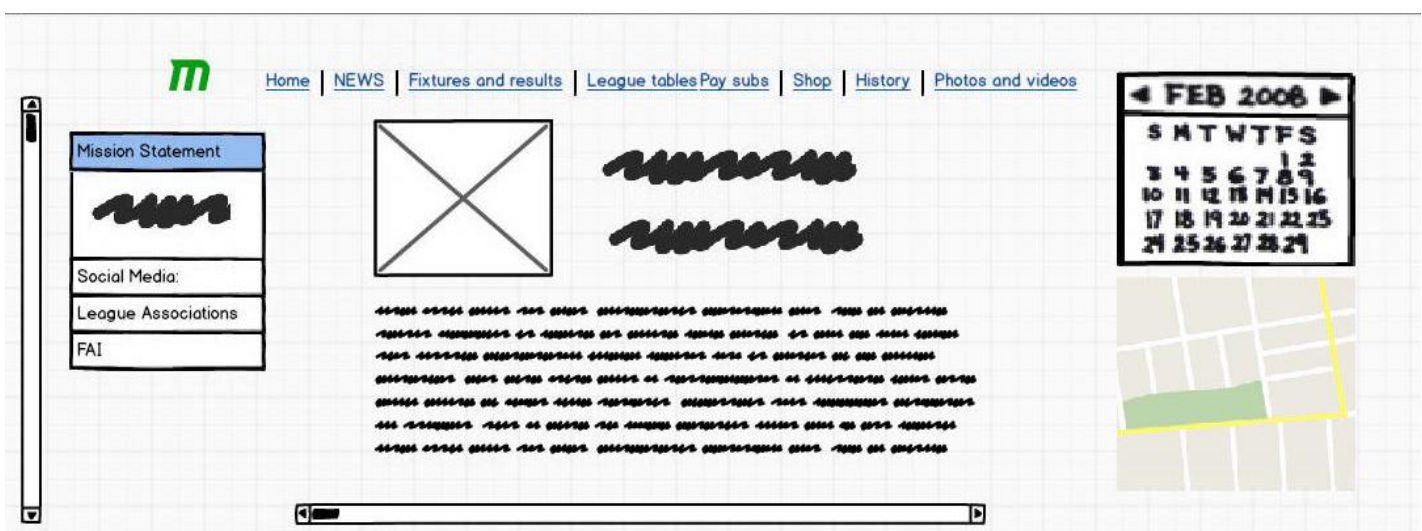 m
Home | NEWS | Fixtures and results | League tables Pay subs | Shop | History | Photos and videos
Mission Statement
Social Media:
League Associations
FAI
FEB 2008
S M T W T F S
1 2
3 4 5 6 7 8 9
10 11 12 13 14 15 16
17 18 19 20 21 22 23
24 25 26 27 28 29